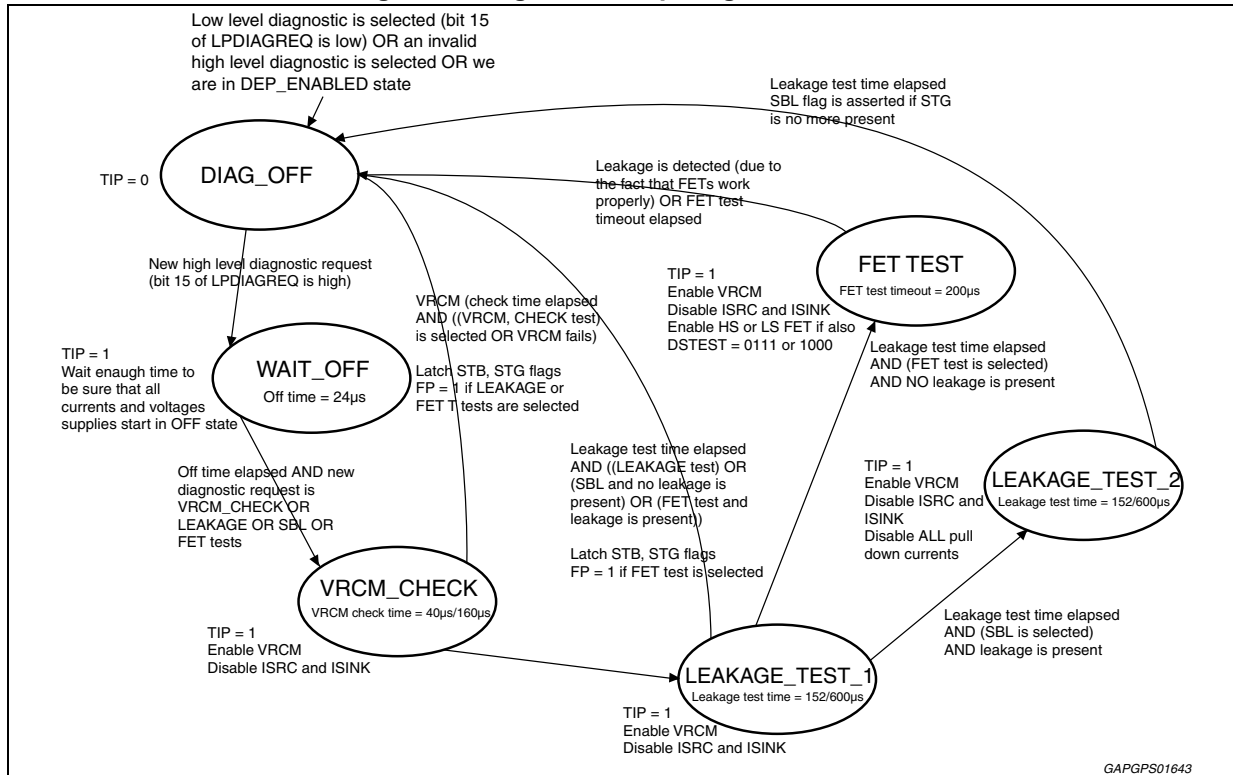 Low level diagnostic is selected (bit 15
of LPDIAGREQ is low) OR an invalid
high level diagnostic is selected OR we
are in DEP_ENABLED state
Leakage test time elapsed
SBL flag is asserted if STG
is no more present
DIAG_OFF
TIP = 0
Leakage is detected (due to
the fact that FETs work
properly) OR FET test
timeout elapsed
New high level diagnostic request
(bit 15 of LPDIAGREQ is high)
FET TEST
FET test timeout = 200µs
TIP = 1
Enable VRCM
Disable ISRC and ISINK
Enable HS or LS FET if also
DSTEST = 0111 or 1000
VRCM (check time elapsed
AND ((VRCM, CHECK test)
is selected OR VRCM fails)
Latch STB, STG flags
FP = 1 if LEAKAGE or
FET T tests are selected
TIP = 1
Wait enaugh time to
be sure that all
currents and voltages
supplies start in OFF state
WAIT_OFF
Off time = 24µs
Leakage test time elapsed
AND (FET test is selected)
AND NO leakage is present
Off time elapsed AND new
diagnostic request is
VRCM_CHECK OR
LEAKAGE OR SBL OR
FET tests
Leakage test time elapsed
AND ((LEAKAGE test) OR
(SBL and no leakage is
present) OR (FET test and
leakage is present))
Latch STB, STG flags
FP = 1 if FET test is selected
TIP = 1
Enable VRCM
Disable ISRC and
ISINK
Disable ALL pull
down currents
LEAKAGE_TEST_2
Leakage test time = 152/600µs
VRCM_CHECK
VRCM check time = 40µs/160µs
TIP = 1
Enable VRCM
Disable ISRC and ISINK
Leakage test time elapsed
AND (SBL is selected)
AND leakage is present
LEAKAGE_TEST_1
Leakage test time = 152/600µs
TIP = 1
Enable VRCM
Disable ISRC and ISINK
GAPGPS01643